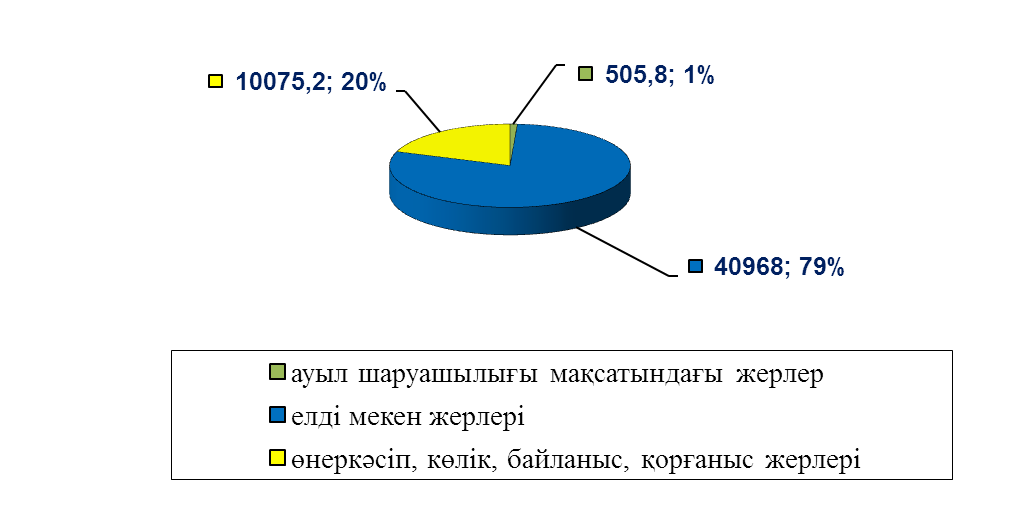 10075,2; 20%
505,8; 1%
40968; 79%
ауыл шаруашылығы мақсатындағы жерлер
елді мекен жерлері
өнеркәсіп, көлік, байланыс, қорғаныс жерлері